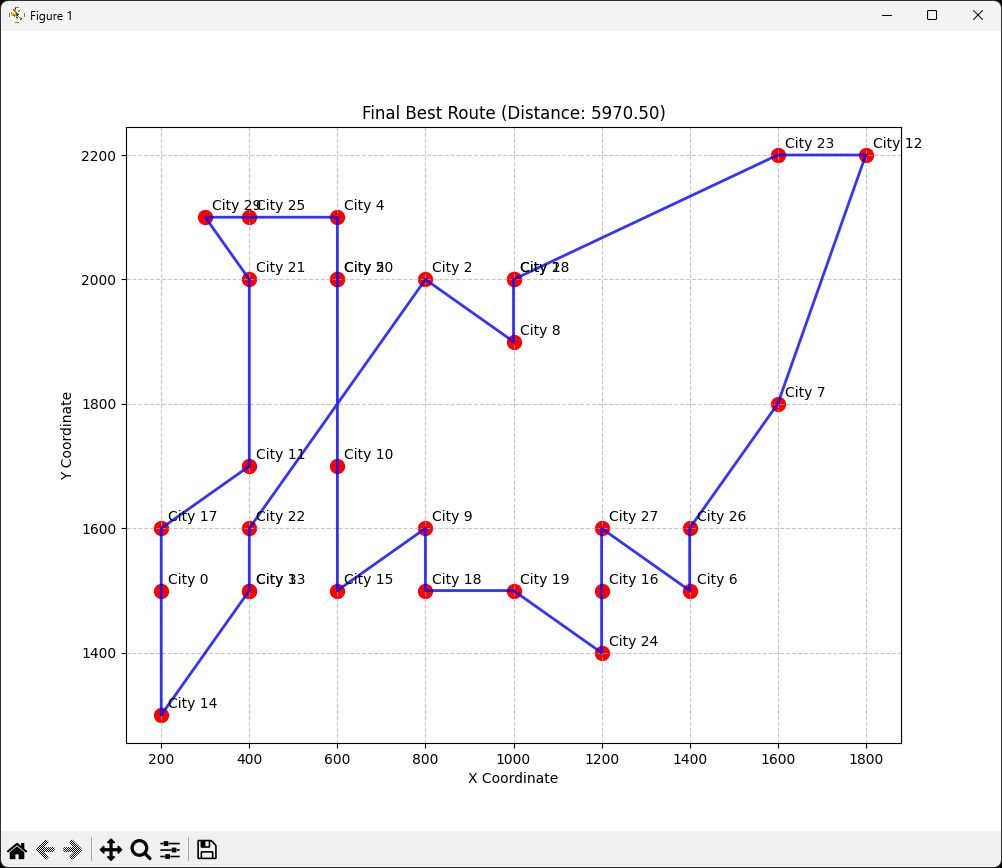 Figure 1
Final Best Route (Distance: 5970.50)
City 23
City 12
2200
City 29
City 25
City 4
City 21
City 5
City 20
City 2
City 1
City 28
2000
City 8
City 7
1800
Y Coordinate
City 11
City 10
City 17
City 22
City 9
City 27
City 26
1600
City 0
City 3
City 13
City 15
City 18
City 19
City 16
City 6
City 24
1400
City 14
200 400 600 800 1000 1200 1400 1600 1800
X Coordinate